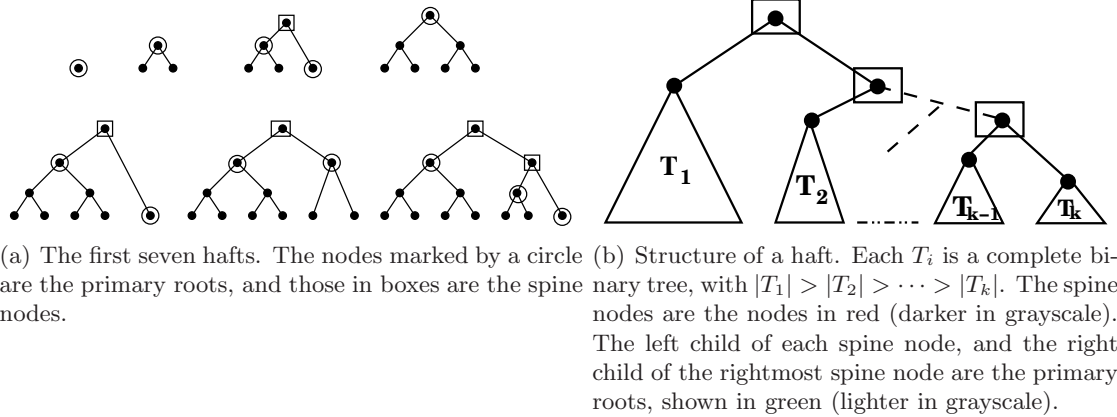 T1
T2
Tk−1
Tk
(a) The first seven hafts. The nodes marked by a circle
are the primary roots, and those in boxes are the spine
nodes.
(b) Structure of a haft. Each Ti is a complete bi-
nary tree, with |T1| > |T2| > · · · > |Tk|. The spine
nodes are the nodes in red (darker in grayscale).
The left child of each spine node, and the right
child of the rightmost spine node are the primary
roots, shown in green (lighter in grayscale).